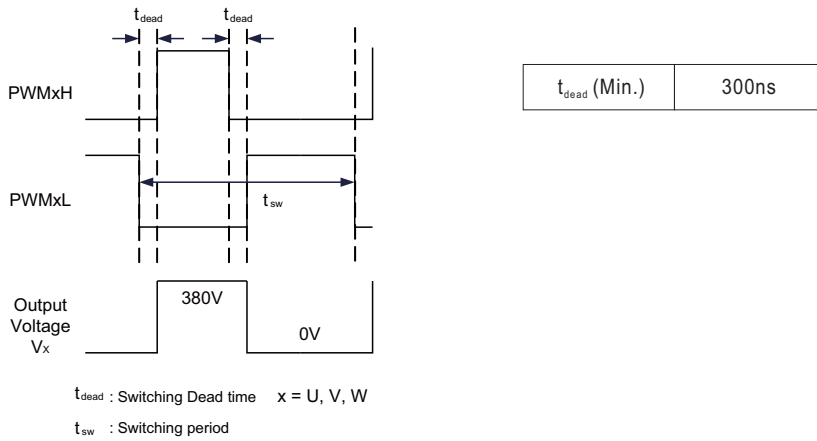 tdead tdead
PWMxH
tdead (Min.) 300ns
PWMxL
tsw
Output
Voltage
Vx
380V
0V
tdead : Switching Dead time x = U, V, W
tsw : Switching period